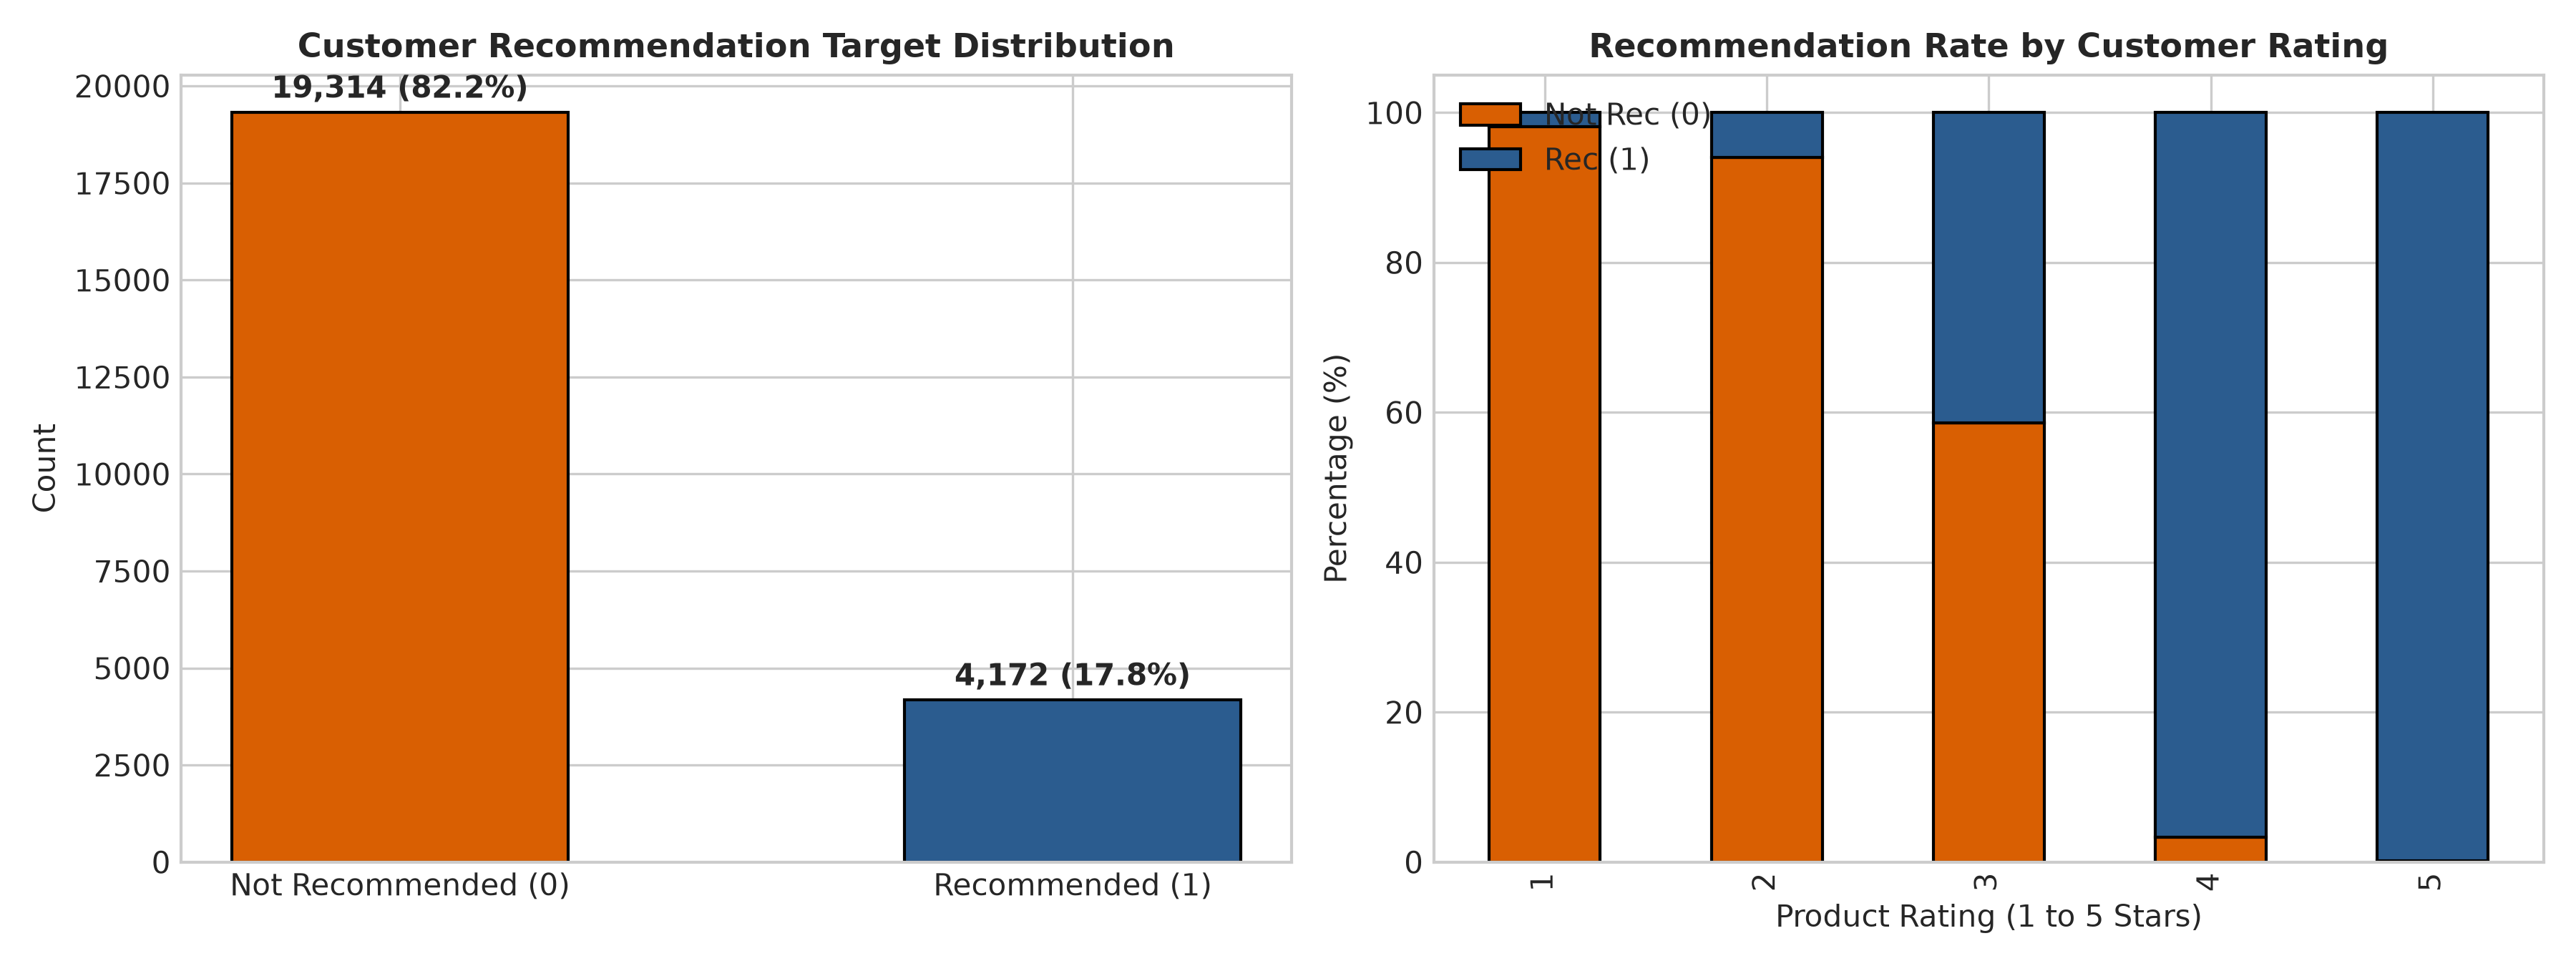 Customer Recommendation Target Distribution
19,314 (82.2%)
20000
17500
15000
12500
10000
7500
5000
2500
0
Count
4,172 (17.8%)
Not Recommended (0)
Recommended (1)
Recommendation Rate by Customer Rating
Not Rec (0)
Rec (1)
100
80
60
40
20
0
Percentage (%)
1
2
3
4
5
Product Rating (1 to 5 Stars)